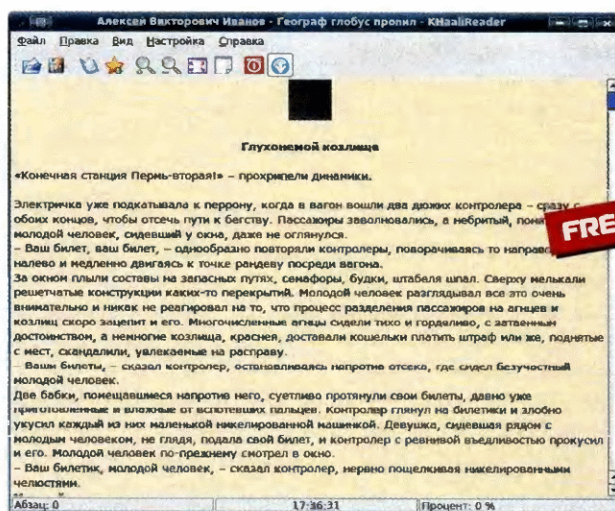 Алексей Викторович Иванов - Географ глобус пропил - KHaaliReader
Файл Правка Вид Настройка Справка
Глухонемой козлища
«Конечная станция Пермь-вторая!» – прохрипели динамики.
Электричка уже подкатывала к перрону, когда в вагон вошли два дюжих контролера – сразу с
обоих концов, чтобы отсечь пути к бегству. Пассажиры заволновались, а небритый,
молодой человек, сидевший у окна, даже не оглянулся.
– Ваш билет, ваш билет, – однообразно повторяли контролеры, поворачиваясь то
налево и медленно двигаясь к точке рандеву посреди вагона.
За окном плыли составы на запасных путях, семафоры, будки, штабеля шпал. Сверху мелькали
решетчатые конструкции каких-то перекрытий. Молодой человек разглядывал все это очень
внимательно и никак не реагировал на то, что процесс разделения пассажиров на агнцев и
козлищ скоро зацепит и его. Многочисленные агнцы сидели тихо и горделиво, с затаенным
достоинством, а немногие козлища, краснея, доставали кошельки платить штраф или же, поднятые
с мест, скандалили, увлекаемые на расправу.
– Ваши билеты, – сказал контролер, остановливаясь напротив отсека, где сидел безучастный
молодой человек.
Две бабки, помещавшиеся напротив него, суетливо протянули свои билеты, давно уже
приготовленные и влажные от вспотевших пальцев. Контролер глянул на билетики и злобно
укусил каждый из них маленькой никелированной машинкой. Девушка, сидевшая рядом с
молодым человеком, не глядя, подала свой билет, и контролер с ревнивой въедливостью прокусил
и его. Молодой человек по-прежнему смотрел в окно.
– Ваш билетик, молодой человек, – сказал контролер, нервно пощелкивая никелированными
челюстями.
Абзац: 0 17:36:31 Процент: 0 %